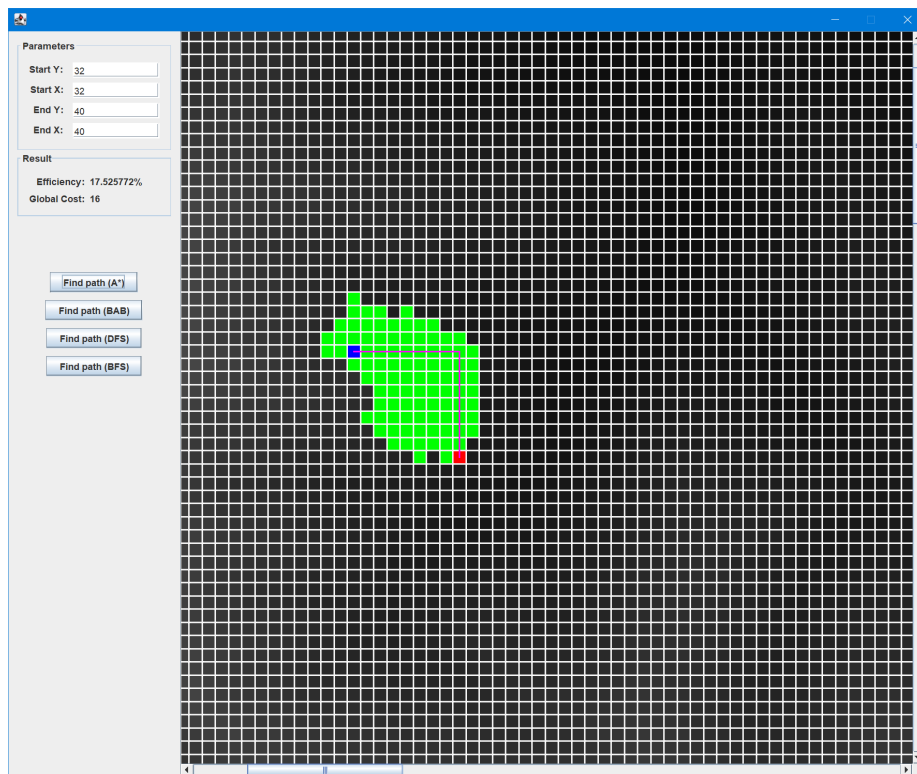 Parameters
Start Y: 32
Start X: 32
End Y: 40
End X: 40
Result
Efficiency: 17.525772%
Global Cost: 16
Find path (A*)
Find path (BAB)
Find path (DFS)
Find path (BFS)